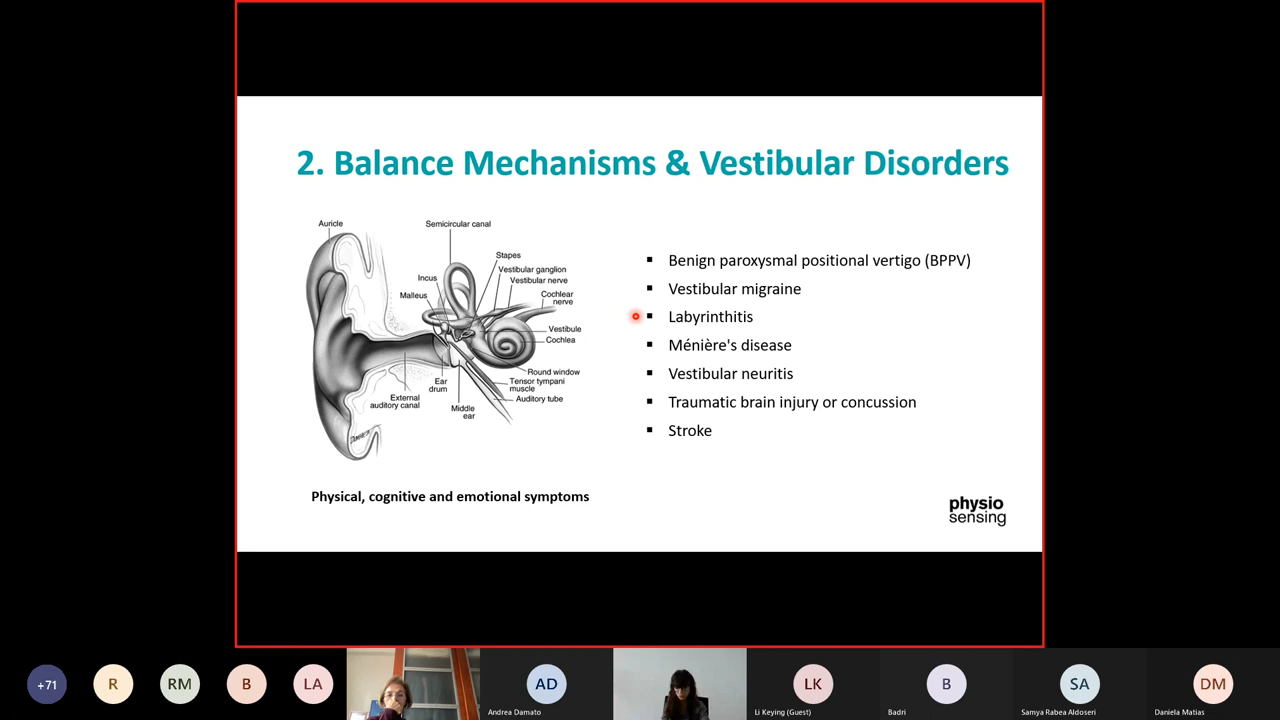 2. Balance Mechanisms & Vestibular Disorders
Auricle
Semicircular canal
Stapes
Vestibular ganglion
Incus
Vestibular nerve
Malleus
Cochlear
nerve
Vestibule
Cochlea
Round window
Ear
drum
Tensor tympani
muscle
External
auditory canal
Auditory tube
Middle
ear
Physical, cognitive and emotional symptoms
▪ Benign paroxysmal positional vertigo (BPPV)
▪ Vestibular migraine
▪ Labyrinthitis
▪ Ménière's disease
▪ Vestibular neuritis
▪ Traumatic brain injury or concussion
▪ Stroke
physio
sensing
+71
R
RM
B
LA
AD
Andrea Damato
LK
Li Keying (Guest)
B
Badri
SA
Samya Rabea Aldoseri
DM
Daniela Matias